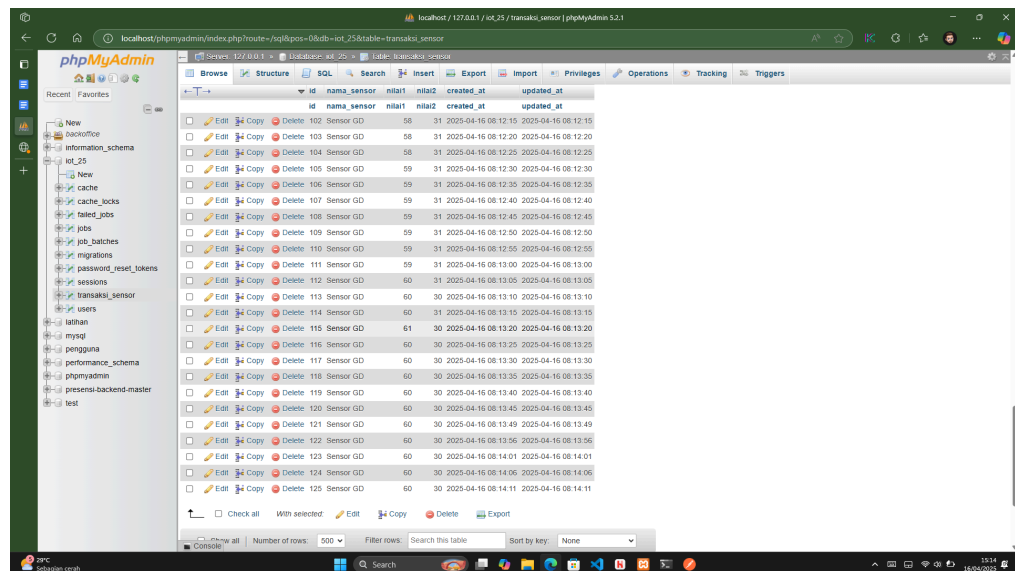 localhost / 127.0.0.1 / iot_25 / transaksi_sensor | phpMyAdmin 5.2.1
localhost/phpmyadmin/index.php?route=/sql&pos=0&db=iot_25&table=transaksi_sensor
phpMyAdmin
Recent Favorites
New
backoffice
information_schema
iot_25
New
cache
cache_locks
failed_jobs
jobs
job_batches
migrations
password_reset_tokens
sessions
transaksi_sensor
users
latihan
mysql
pengguna
performance_schema
phpmyadmin
presensi-backend-master
test
Server: 127.0.0.1 » Database: iot_25 » Table: transaksi_sensor
Browse Structure SQL Search Insert Export Import Privileges Operations Tracking Triggers
←T→ id nama_sensor nilai1 nilai2 created_at updated_at
id nama_sensor nilai1 nilai2 created_at updated_at
Edit Copy Delete 102 Sensor GD 58 31 2025-04-16 08:12:15 2025-04-16 08:12:15
Edit Copy Delete 103 Sensor GD 58 31 2025-04-16 08:12:20 2025-04-16 08:12:20
Edit Copy Delete 104 Sensor GD 58 31 2025-04-16 08:12:25 2025-04-16 08:12:25
Edit Copy Delete 105 Sensor GD 59 31 2025-04-16 08:12:30 2025-04-16 08:12:30
Edit Copy Delete 106 Sensor GD 59 31 2025-04-16 08:12:35 2025-04-16 08:12:35
Edit Copy Delete 107 Sensor GD 59 31 2025-04-16 08:12:40 2025-04-16 08:12:40
Edit Copy Delete 108 Sensor GD 59 31 2025-04-16 08:12:45 2025-04-16 08:12:45
Edit Copy Delete 109 Sensor GD 59 31 2025-04-16 08:12:50 2025-04-16 08:12:50
Edit Copy Delete 110 Sensor GD 59 31 2025-04-16 08:12:55 2025-04-16 08:12:55
Edit Copy Delete 111 Sensor GD 59 31 2025-04-16 08:13:00 2025-04-16 08:13:00
Edit Copy Delete 112 Sensor GD 60 31 2025-04-16 08:13:05 2025-04-16 08:13:05
Edit Copy Delete 113 Sensor GD 60 30 2025-04-16 08:13:10 2025-04-16 08:13:10
Edit Copy Delete 114 Sensor GD 60 31 2025-04-16 08:13:15 2025-04-16 08:13:15
Edit Copy Delete 115 Sensor GD 61 30 2025-04-16 08:13:20 2025-04-16 08:13:20
Edit Copy Delete 116 Sensor GD 60 30 2025-04-16 08:13:25 2025-04-16 08:13:25
Edit Copy Delete 117 Sensor GD 60 30 2025-04-16 08:13:30 2025-04-16 08:13:30
Edit Copy Delete 118 Sensor GD 60 30 2025-04-16 08:13:35 2025-04-16 08:13:35
Edit Copy Delete 119 Sensor GD 60 30 2025-04-16 08:13:40 2025-04-16 08:13:40
Edit Copy Delete 120 Sensor GD 60 30 2025-04-16 08:13:45 2025-04-16 08:13:45
Edit Copy Delete 121 Sensor GD 60 30 2025-04-16 08:13:49 2025-04-16 08:13:49
Edit Copy Delete 122 Sensor GD 60 30 2025-04-16 08:13:56 2025-04-16 08:13:56
Edit Copy Delete 123 Sensor GD 60 30 2025-04-16 08:14:01 2025-04-16 08:14:01
Edit Copy Delete 124 Sensor GD 60 30 2025-04-16 08:14:06 2025-04-16 08:14:06
Edit Copy Delete 125 Sensor GD 60 30 2025-04-16 08:14:11 2025-04-16 08:14:11
Check all With selected: Edit Copy Delete Export
Show all Number of rows: 500 Filter rows: Search this table Sort by key: None
Console
29°C
Sebagian cerah
Search
15:14
16/04/2025